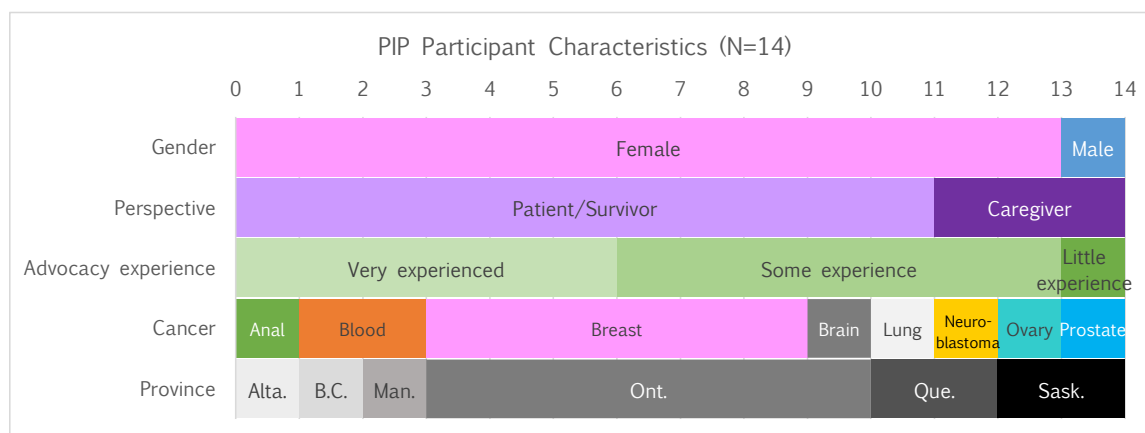 PIP Participant Characteristics (N=14)
0 1 2 3 4 5 6 7 8 9 10 11 12 13 14
Gender Female Male
Perspective Patient/Survivor Caregiver
Advocacy experience Very experienced Some experience Little
experience
Cancer Anal Blood Breast Brain Lung Neuro-
blastoma Ovary Prostate
Province Alta. B.C. Man. Ont. Que. Sask.